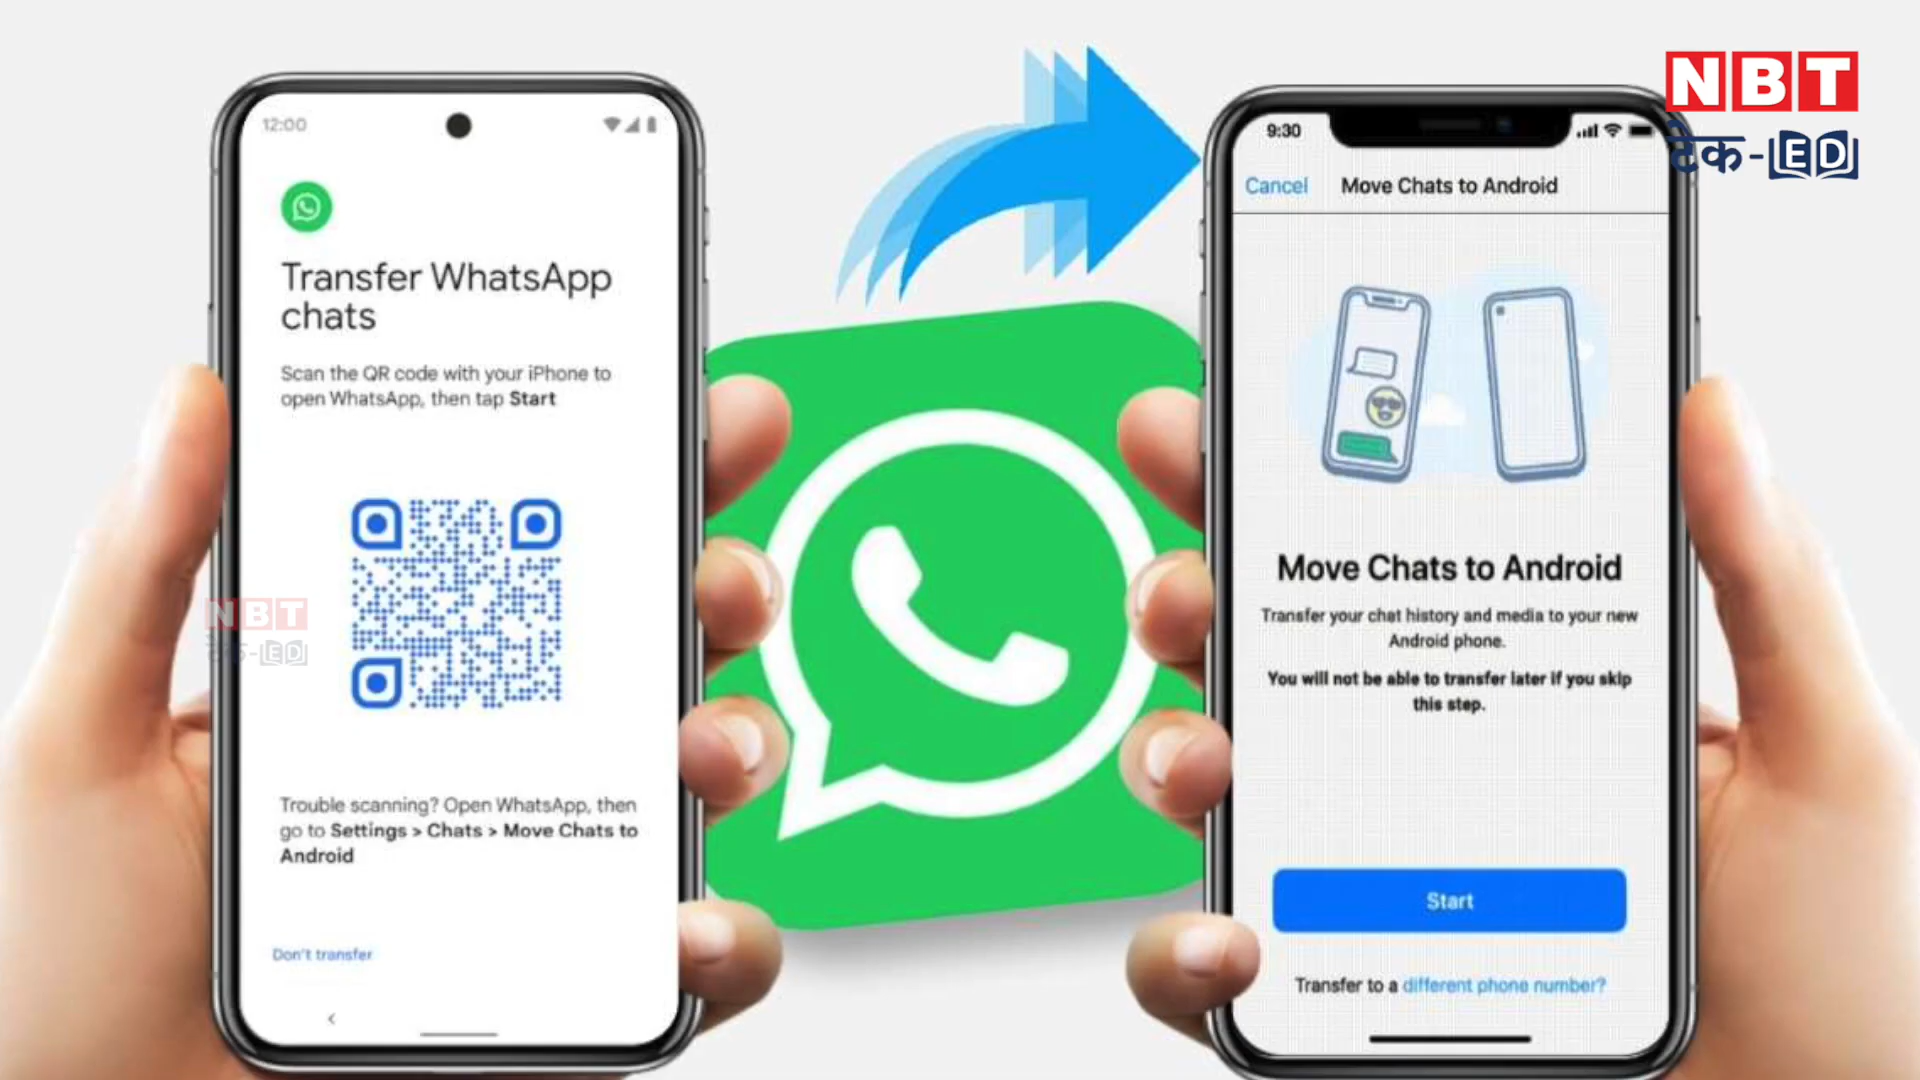 12:00
Transfer WhatsApp
chats
Scan the QR code with your iPhone to
open WhatsApp, then tap Start
Trouble scanning? Open WhatsApp, then
go to Settings > Chats > Move Chats to
Android
Don't transfer
NBT
टेक-ED
9:30
Cancel Move Chats to Android
Move Chats to Android
Transfer your chat history and media to your new
Android phone.
You will not be able to transfer later if you skip
this step.
Start
Transfer to a different phone number?
NBT
टेक-ED